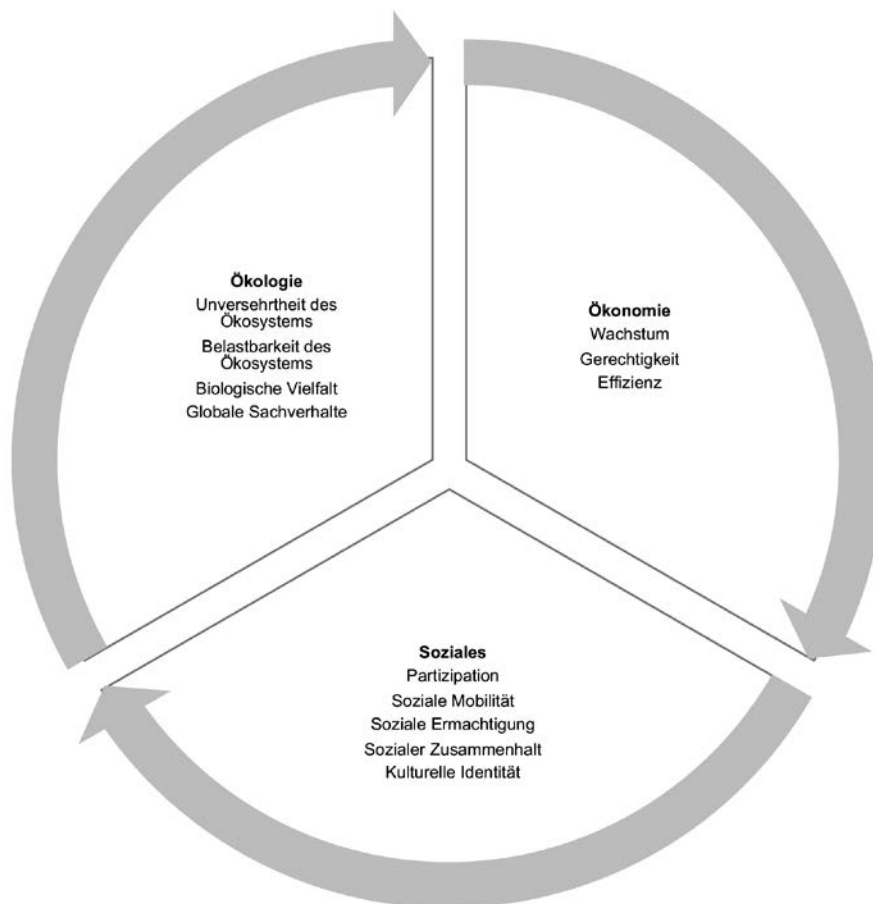 Ökologie
Unversehrtheit des
Ökosystems
Belastbarkeit des
Ökosystems
Biologische Vielfalt
Globale Sachverhalte
Ökonomie
Wachstum
Gerechtigkeit
Effizienz
Soziales
Partizipation
Soziale Mobilität
Soziale Ermachtigung
Sozialer Zusammenhalt
Kulturelle Identität